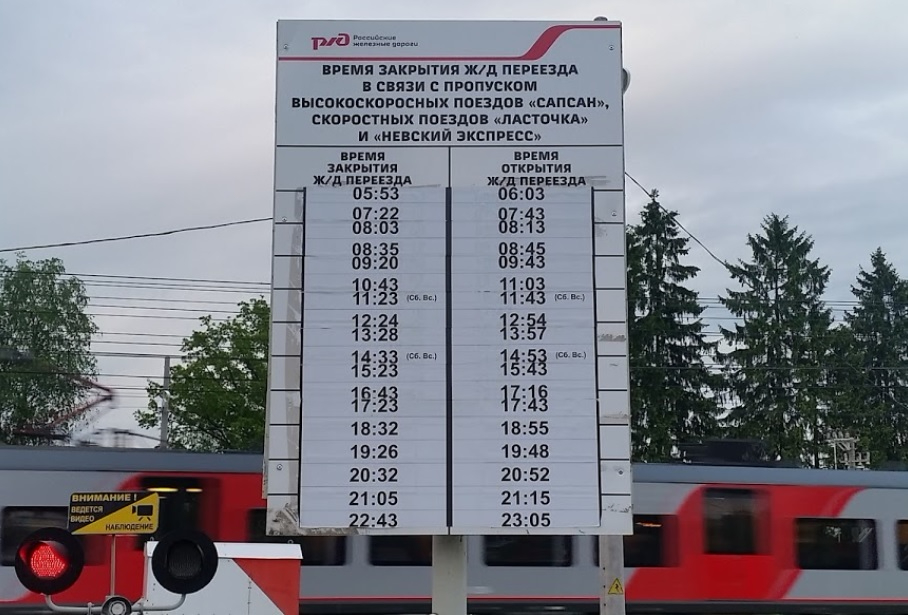 РЖД Российские
железные дороги
ВРЕМЯ ЗАКРЫТИЯ Ж/Д ПЕРЕЕЗДА
В СВЯЗИ С ПРОПУСКОМ
ВЫСОКОСКОРОСНЫХ ПОЕЗДОВ «САПСАН»,
СКОРОСТНЫХ ПОЕЗДОВ «ЛАСТОЧКА»
И «НЕВСКИЙ ЭКСПРЕСС»
ВРЕМЯ ЗАКРЫТИЯ Ж/Д ПЕРЕЕЗДА ВРЕМЯ ОТКРЫТИЯ Ж/Д ПЕРЕЕЗДА
05:53 06:03
07:22 07:43
08:03 08:13
08:35 08:45
09:20 09:43
10:43 11:03
11:23 (Сб. Вс.) 11:43 (Сб. Вс.)
12:24 12:54
13:28 13:57
14:33 (Сб. Вс.) 14:53 (Сб. Вс.)
15:23 15:43
16:43 17:16
17:23 17:43
18:32 18:55
19:26 19:48
20:32 20:52
21:05 21:15
22:43 23:05
ВНИМАНИЕ!
ВЕДЕТСЯ
ВИДЕО
НАБЛЮДЕНИЕ